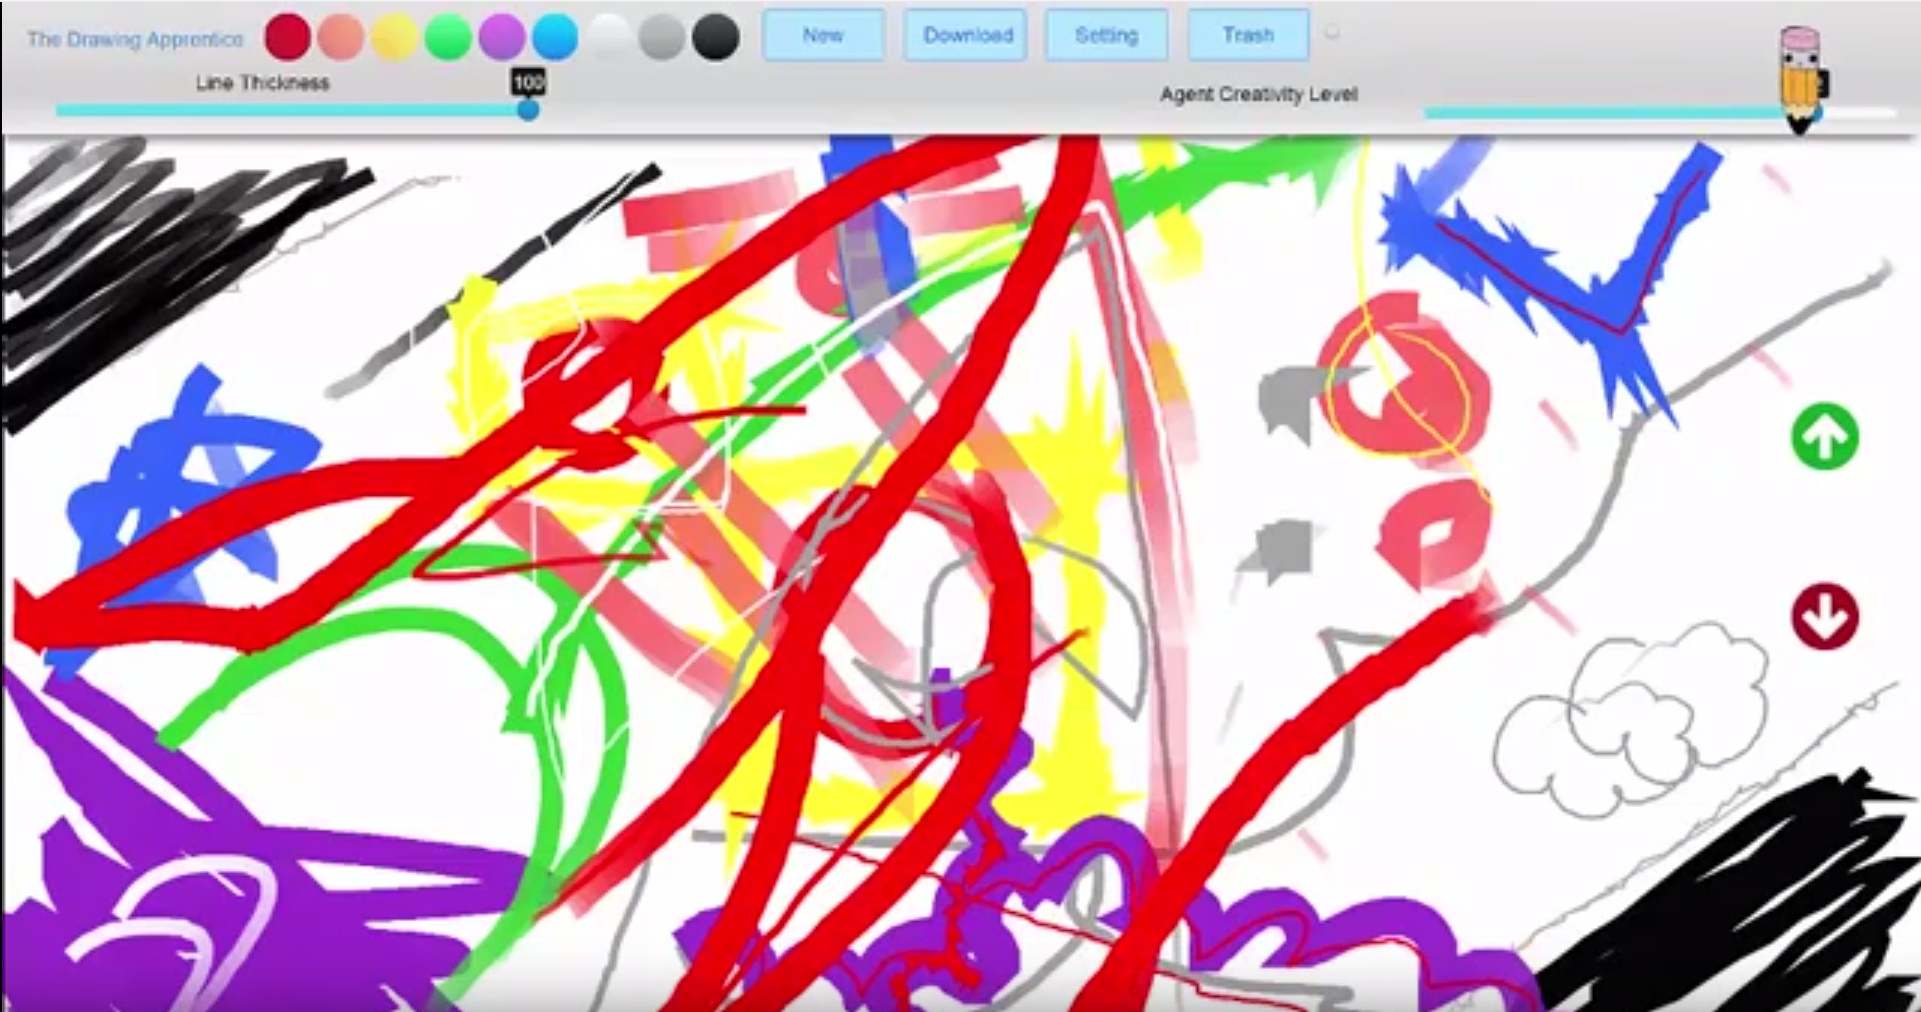 The Drawing Apprentice
New
Download
Setting
Trash
Line Thickness
100
Agent Creativity Level